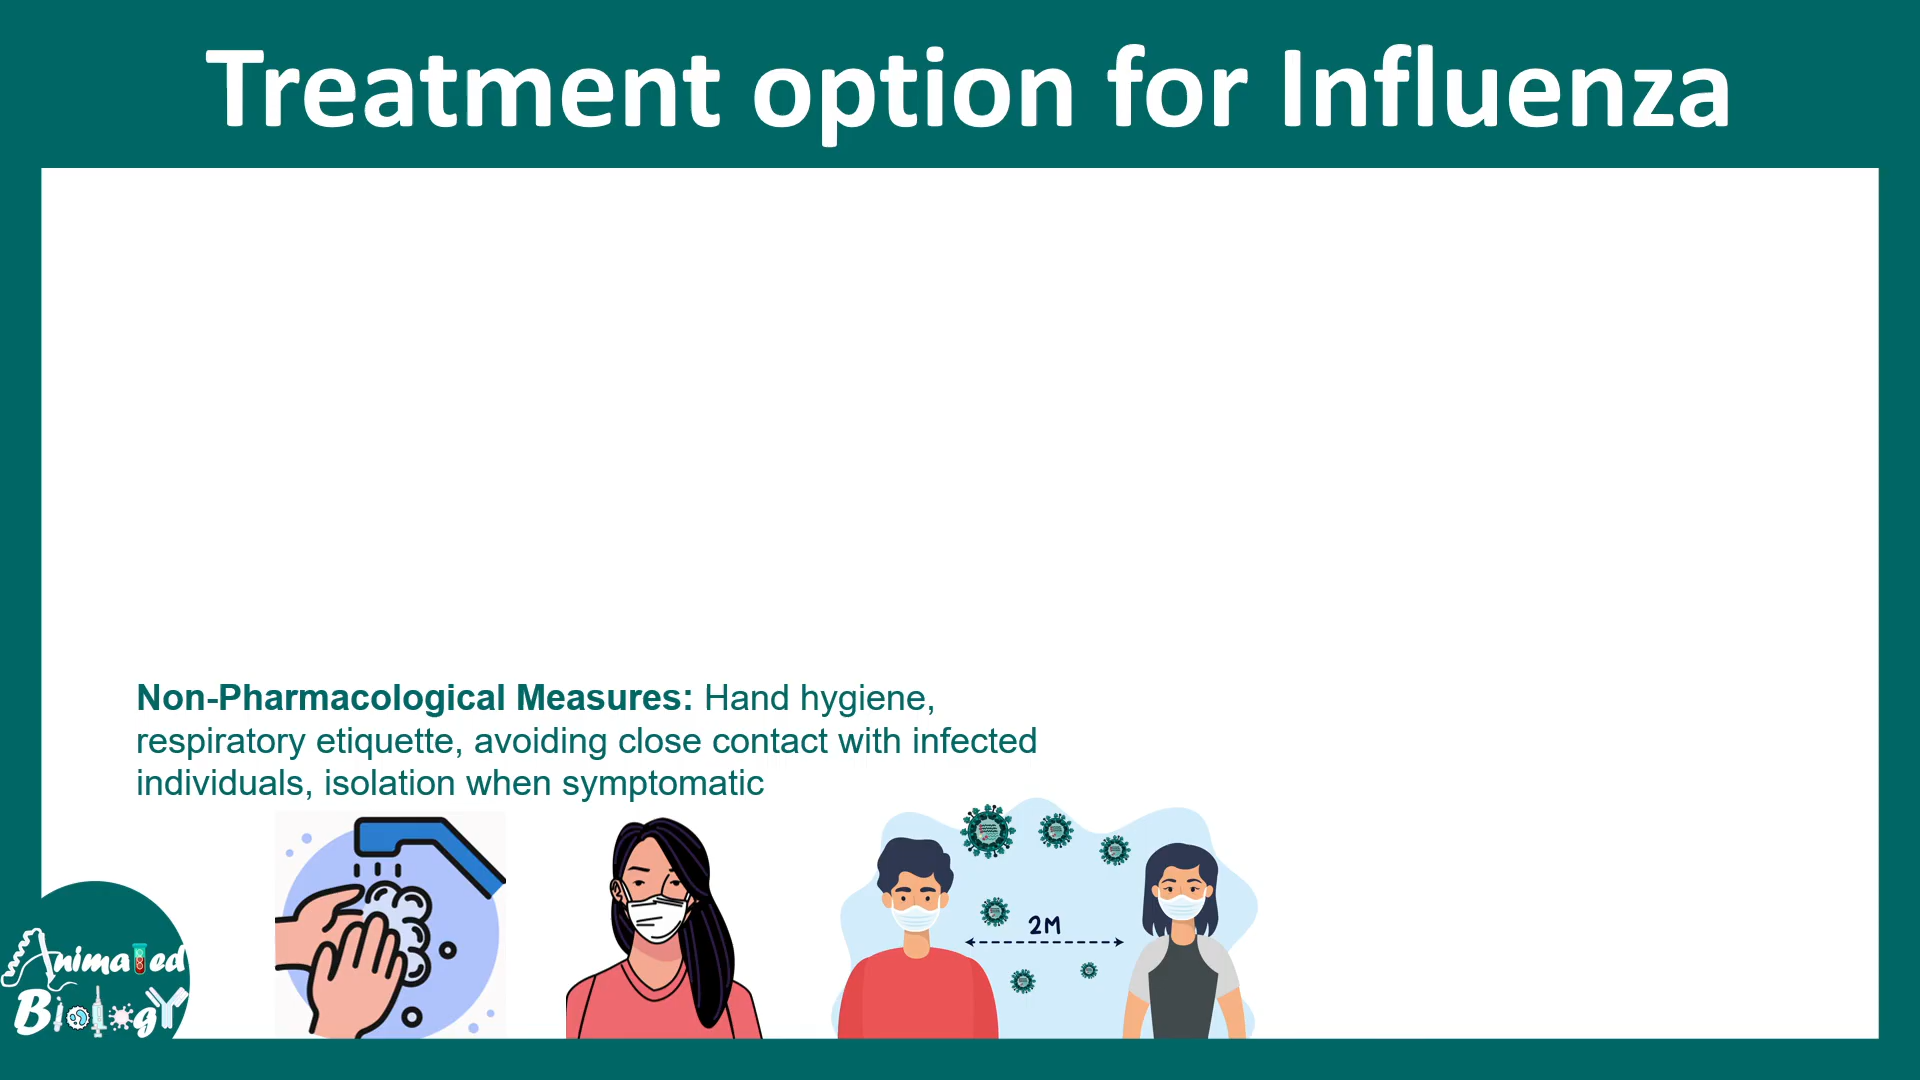 Treatment option for Influenza
Non-Pharmacological Measures: Hand hygiene,
respiratory etiquette, avoiding close contact with infected
individuals, isolation when symptomatic
2M
Animated
Biology